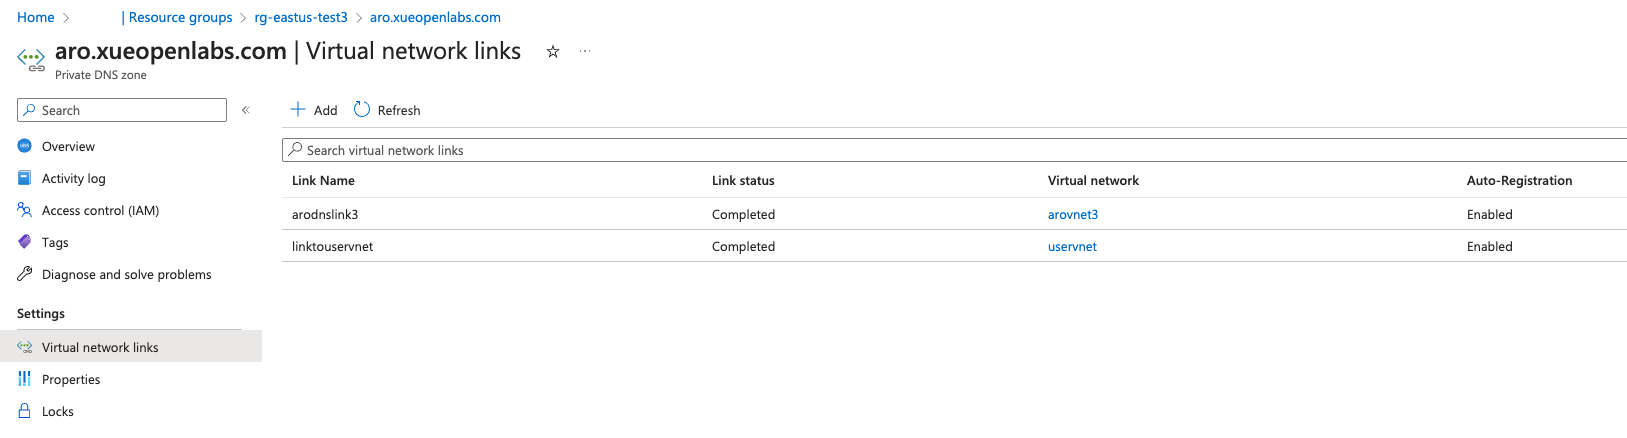 Home > | Resource groups > rg-eastus-test3 > aro.xueopenlabs.com
aro.xueopenlabs.com | Virtual network links
Private DNS zone
Search
Add Refresh
Search virtual network links
Overview
Activity log
Access control (IAM)
Tags
Diagnose and solve problems
Settings
Virtual network links
Properties
Locks
Link Name Link status Virtual network Auto-Registration
arodnslink3 Completed arovnet3 Enabled
linktouservnet Completed uservnet Enabled